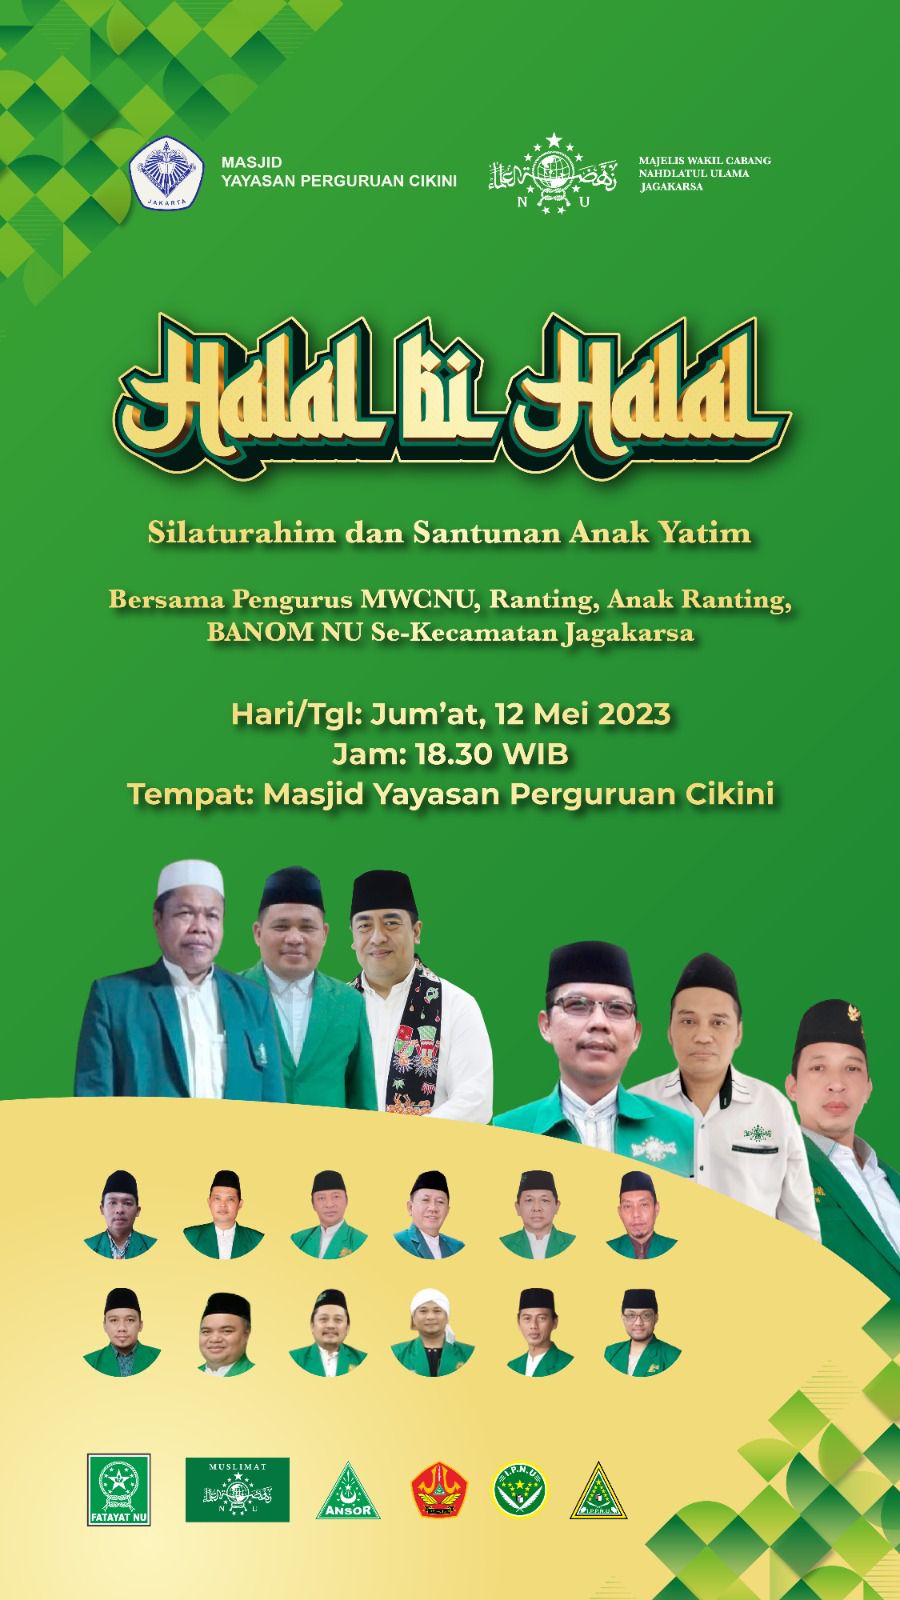 JAKARTA
MASJID
YAYASAN PERGURUAN CIKINI
N U
MAJELIS WAKIL CABANG
NAHDLATUL ULAMA
JAGAKARSA
Halal bi Halal
Silaturahim dan Santunan Anak Yatim
Bersama Pengurus MWCNU, Ranting, Anak Ranting,
BANOM NU Se-Kecamatan Jagakarsa
Hari/Tgl: Jum’at, 12 Mei 2023
Jam: 18.30 WIB
Tempat: Masjid Yayasan Perguruan Cikini
FATAYAT NU
MUSLIMAT
N U
ANSOR
I.P.N.U